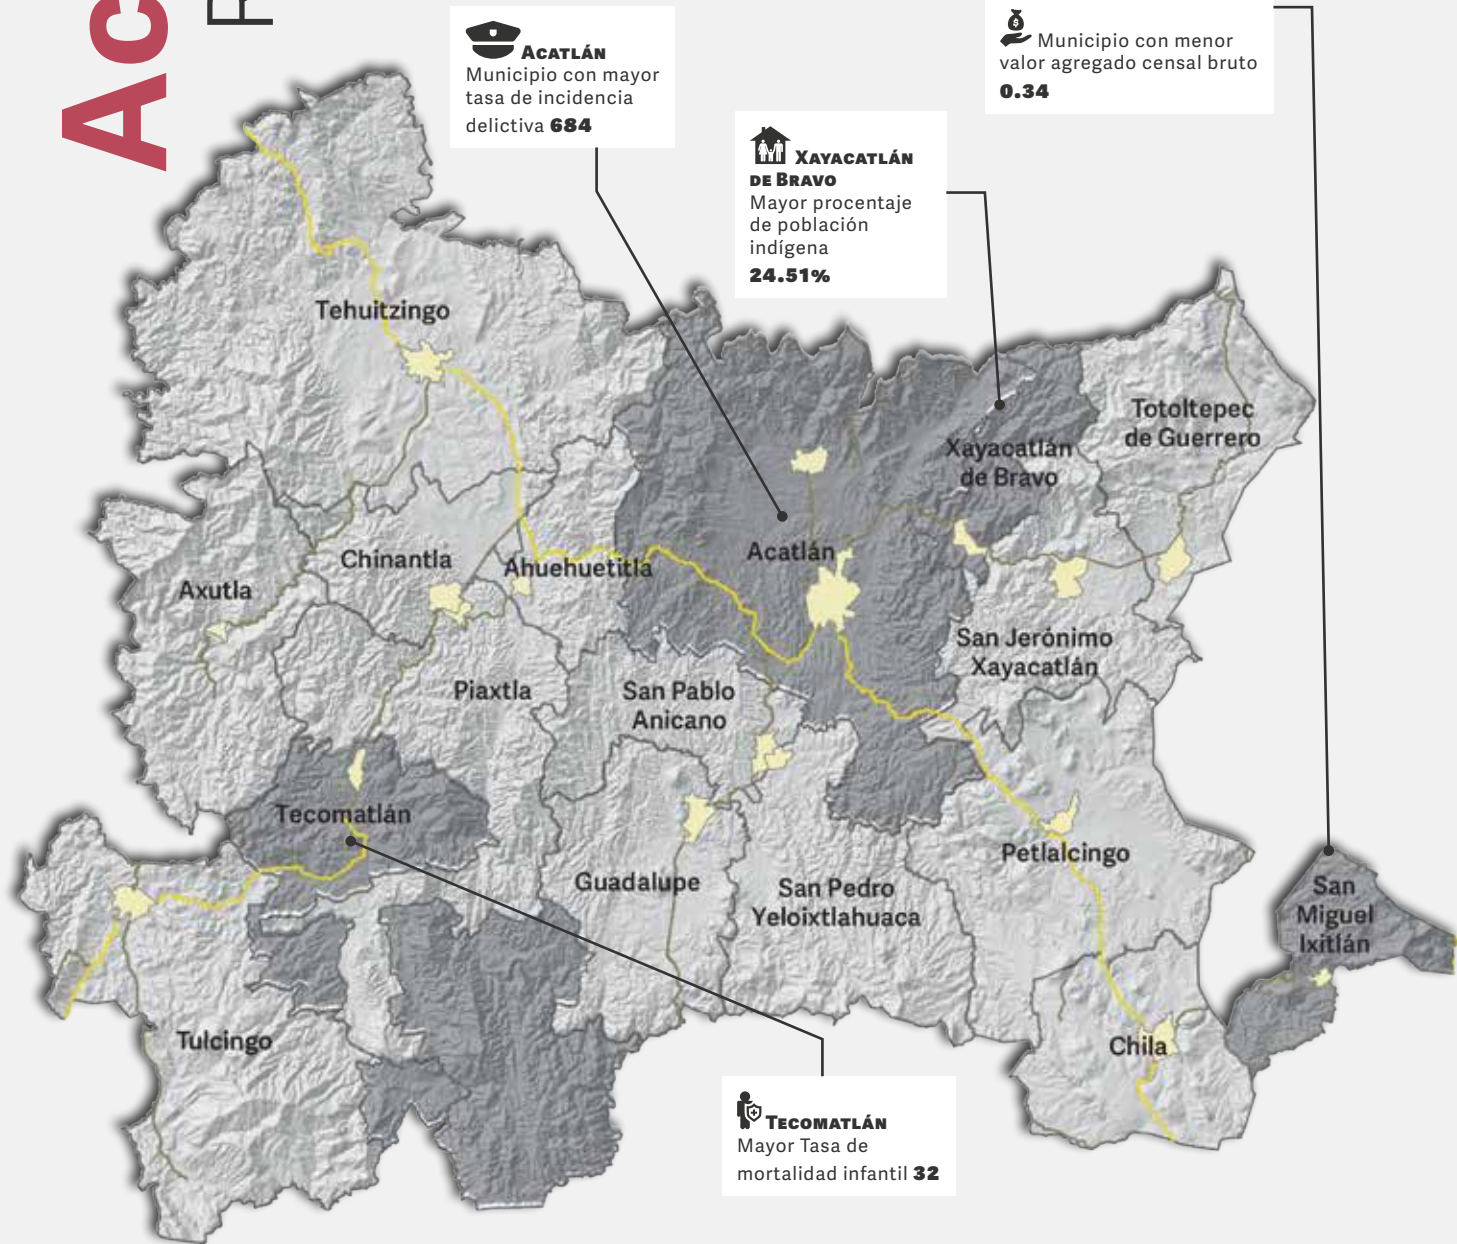 Ac
R
Acatlán
Municipio con mayor
tasa de incidencia
delictiva 684
Municipio con menor
valor agregado censal bruto
0.34
Xayacatlán
de Bravo
Mayor procentaje
de población
indígena
24.51%
Tehuitzingo
Totoltepec
de Guerrero
Xayacatlán
de Bravo
Acatlán
Chinantla
Ahuehuetitla
Axutla
San Jerónimo
Xayacatlán
Piaxtla
San Pablo
Anicano
Tecomatlán
Petlalcingo
Guadalupe
San Pedro
Yeloixtlahuaca
San
Miguel
Ixitlán
Tulcingo
Chila
Tecomatlán
Mayor Tasa de
mortalidad infantil 32